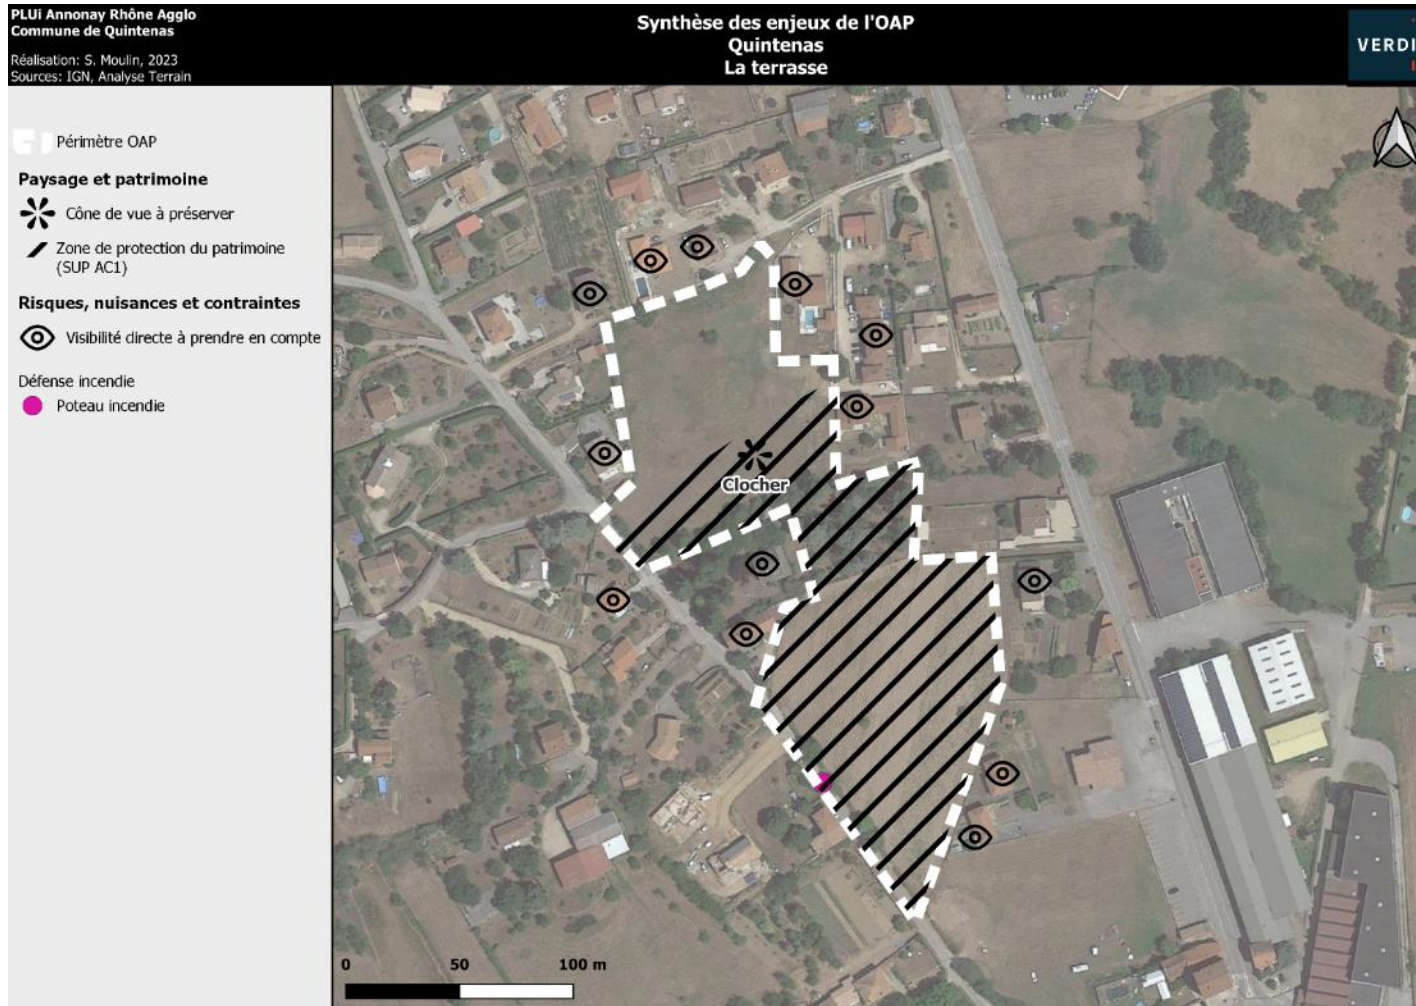 PLUi Annonay Rhône Agglo
Commune de Quintenas
Réalisation: S. Moulin, 2023
Sources: IGN, Analyse Terrain
Synthèse des enjeux de l'OAP
Quintenas
La terrasse
VERDI
Périmètre OAP
Paysage et patrimoine
Cône de vue à préserver
Zone de protection du patrimoine
(SUP AC1)
Risques, nuisances et contraintes
Visibilité directe à prendre en compte
Défense incendie
Poteau incendie
Clocher
0 50 100 m